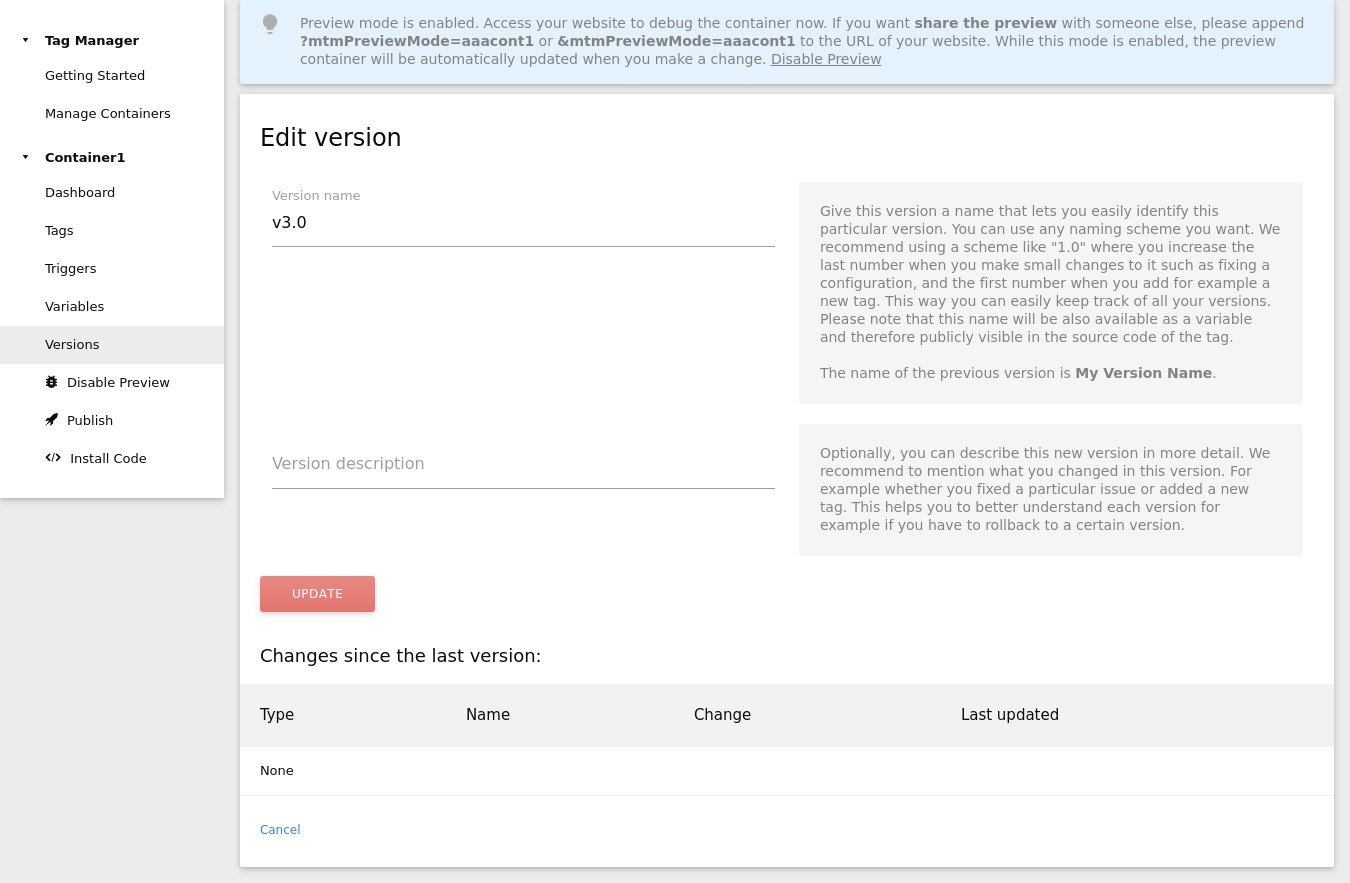 Tag Manager
Getting Started
Manage Containers
Container1
Dashboard
Tags
Triggers
Variables
Versions
Disable Preview
Publish
Install Code
Preview mode is enabled. Access your website to debug the container now. If you want share the preview with someone else, please append
?mtmPreviewMode=aaacont1 or &mtmPreviewMode=aaacont1 to the URL of your website. While this mode is enabled, the preview
container will be automatically updated when you make a change. Disable Preview
Edit version
Version name
v3.0
Give this version a name that lets you easily identify this
particular version. You can use any naming scheme you want. We
recommend using a scheme like "1.0" where you increase the
last number when you make small changes to it such as fixing a
configuration, and the first number when you add for example a
new tag. This way you can easily keep track of all your versions.
Please note that this name will be also available as a variable
and therefore publicly visible in the source code of the tag.
The name of the previous version is My Version Name.
Version description
Optionally, you can describe this new version in more detail. We
recommend to mention what you changed in this version. For
example whether you fixed a particular issue or added a new
tag. This helps you to better understand each version for
example if you have to rollback to a certain version.
UPDATE
Changes since the last version:
Type Name Change Last updated
None
Cancel